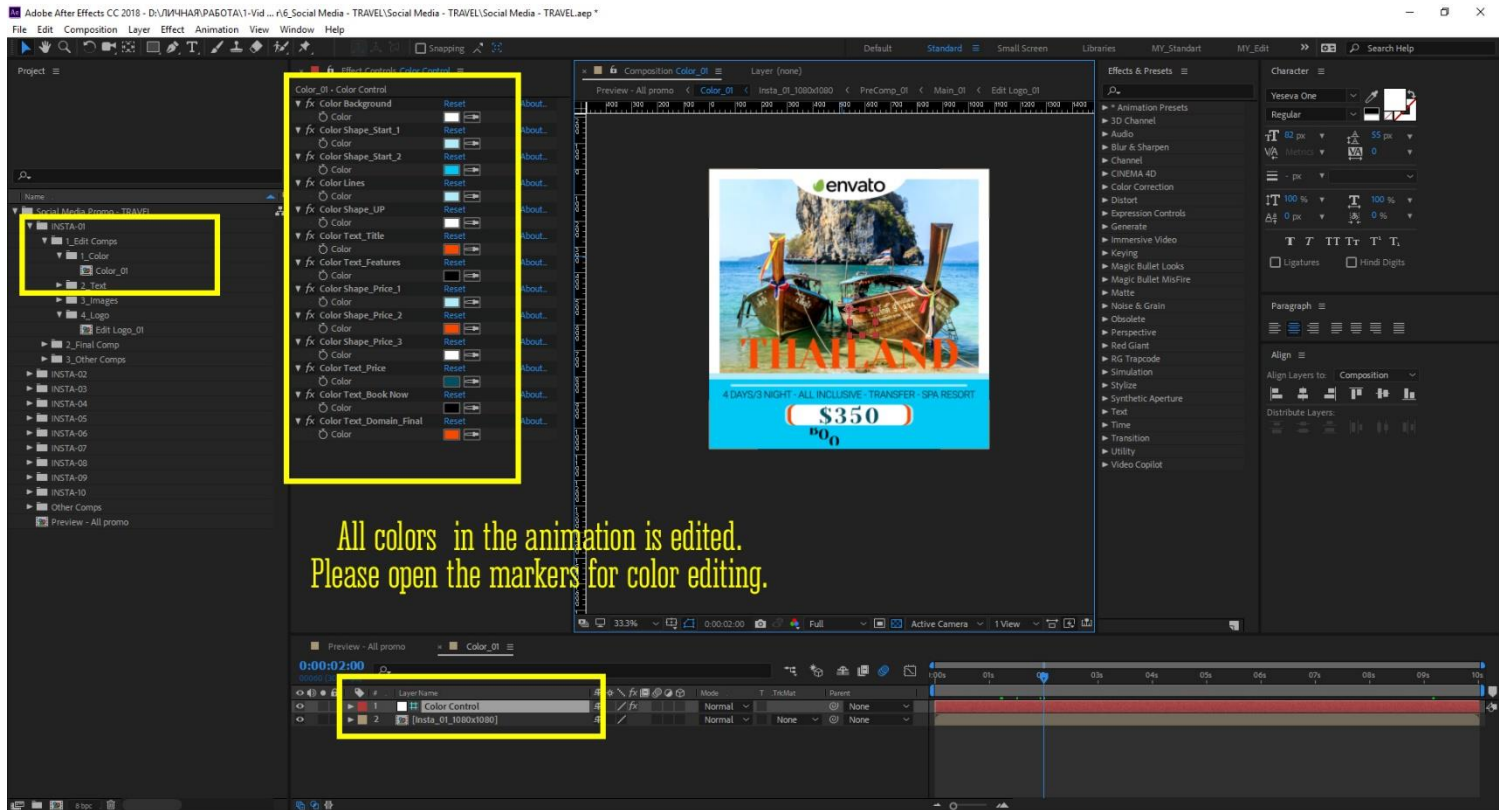 Adobe After Effects CC 2018 - D:\ЛИЧНАЯ\РАБОТА\1-Vid ... r\6_Social Media - TRAVEL\Social Media - TRAVEL\Social Media - TRAVEL.aep *
File Edit Composition Layer Effect Animation View Window Help
Snapping
Default Standard Small Screen Libraries MY_Standart MY_Edit Search Help
Project
Name
Social Media Promo - TRAVEL
INSTA-01
1_Edit Comps
1_Color
Color_01
2_Text
3_Images
4_Logo
Edit Logo_01
2_Final Comp
3_Other Comps
INSTA-02
INSTA-03
INSTA-04
INSTA-05
INSTA-06
INSTA-07
INSTA-08
INSTA-09
INSTA-10
Other Comps
Preview - All promo
8 bpc
Effect Controls Color Control
Color_01 • Color Control
fx Color Background Reset About...
Color
fx Color Shape_Start_1 Reset About...
Color
fx Color Shape_Start_2 Reset About...
Color
fx Color Lines Reset About...
Color
fx Color Shape_UP Reset About...
Color
fx Color Text_Title Reset About...
Color
fx Color Text_Features Reset About...
Color
fx Color Shape_Price_1 Reset About...
Color
fx Color Shape_Price_2 Reset About...
Color
fx Color Shape_Price_3 Reset About...
Color
fx Color Text_Price Reset About...
Color
fx Color Text_Book Now Reset About...
Color
fx Color Text_Domain_Final Reset About...
Color
All colors in the animation is edited.
Please open the markers for color editing.
Composition Color_01 Layer (none)
Preview - All promo Color_01 Insta_01_1080x1080 PreComp_01 Main_01 Edit Logo_01
envato
THAILAND
4 DAYS/3 NIGHT - ALL INCLUSIVE - TRANSFER - SPA RESORT
$350
33.3% 0:00:02:00 Full Active Camera 1 View
Effects & Presets
* Animation Presets
3D Channel
Audio
Blur & Sharpen
Channel
CINEMA 4D
Color Correction
Distort
Expression Controls
Generate
Immersive Video
Keying
Magic Bullet Looks
Magic Bullet MisFire
Matte
Noise & Grain
Obsolete
Perspective
Red Giant
RG Trapcode
Simulation
Stylize
Synthetic Aperture
Text
Time
Transition
Utility
Video Copilot
Character
Yeseva One
Regular
82 px 55 px
Metrics 0
- px
100 % 100 %
0 px 0 %
Ligatures Hindi Digits
Paragraph
Align
Align Layers to: Composition
Distribute Layers:
Preview - All promo Color_01
0:00:02:00
# Layer Name Mode T .TrkMat Parent
1 Color Control Normal None
2 [Insta_01_1080x1080] Normal None None
01s 03s 04s 05s 06s 07s 08s 09s 10s